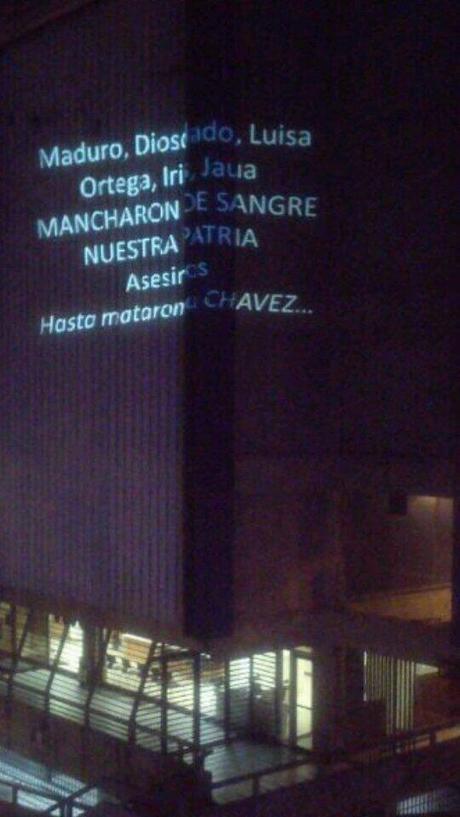 Maduro, Diosdado, Luisa
Ortega, Iris, Jaua
MANCHARON DE SANGRE
NUESTRA PATRIA
Asesinos
Hasta mataron a CHAVEZ...